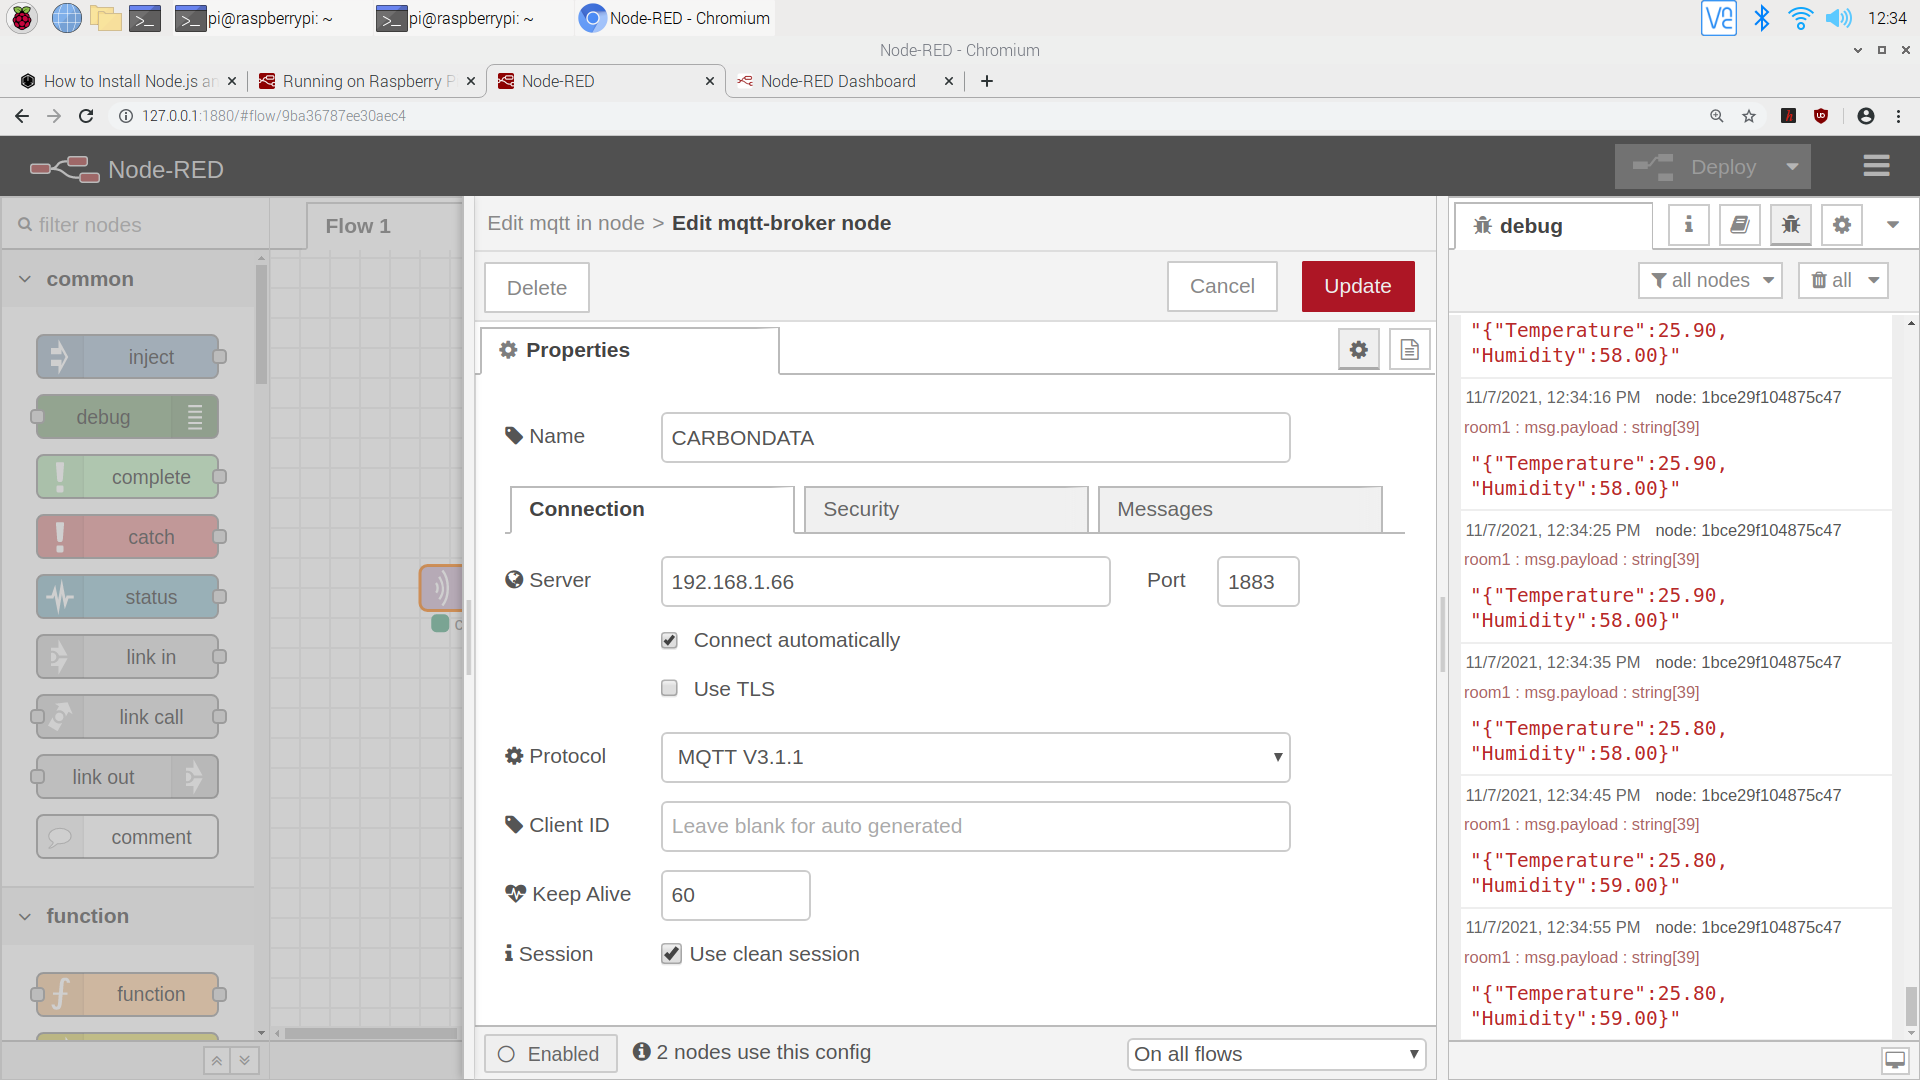 pi@raspberrypi: ~
pi@raspberrypi: ~
Node-RED - Chromium
12:34
Node-RED - Chromium
How to Install Node.js an
Running on Raspberry P
Node-RED
Node-RED Dashboard
127.0.0.1:1880/#flow/9ba36787ee30aec4
Node-RED
Deploy
filter nodes
Flow 1
common
inject
debug
complete
catch
status
link in
link call
link out
comment
function
function
Edit mqtt in node > Edit mqtt-broker node
Delete
Cancel
Update
Properties
Name
CARBONDATA
Connection
Security
Messages
Server
192.168.1.66
Port
1883
Connect automatically
Use TLS
Protocol
MQTT V3.1.1
Client ID
Leave blank for auto generated
Keep Alive
60
Session
Use clean session
Enabled
2 nodes use this config
On all flows
debug
all nodes
all
"{"Temperature":25.90,
"Humidity":58.00}"
11/7/2021, 12:34:16 PM node: 1bce29f104875c47
room1 : msg.payload : string[39]
"{"Temperature":25.90,
"Humidity":58.00}"
11/7/2021, 12:34:25 PM node: 1bce29f104875c47
room1 : msg.payload : string[39]
"{"Temperature":25.90,
"Humidity":58.00}"
11/7/2021, 12:34:35 PM node: 1bce29f104875c47
room1 : msg.payload : string[39]
"{"Temperature":25.80,
"Humidity":58.00}"
11/7/2021, 12:34:45 PM node: 1bce29f104875c47
room1 : msg.payload : string[39]
"{"Temperature":25.80,
"Humidity":59.00}"
11/7/2021, 12:34:55 PM node: 1bce29f104875c47
room1 : msg.payload : string[39]
"{"Temperature":25.80,
"Humidity":59.00}"